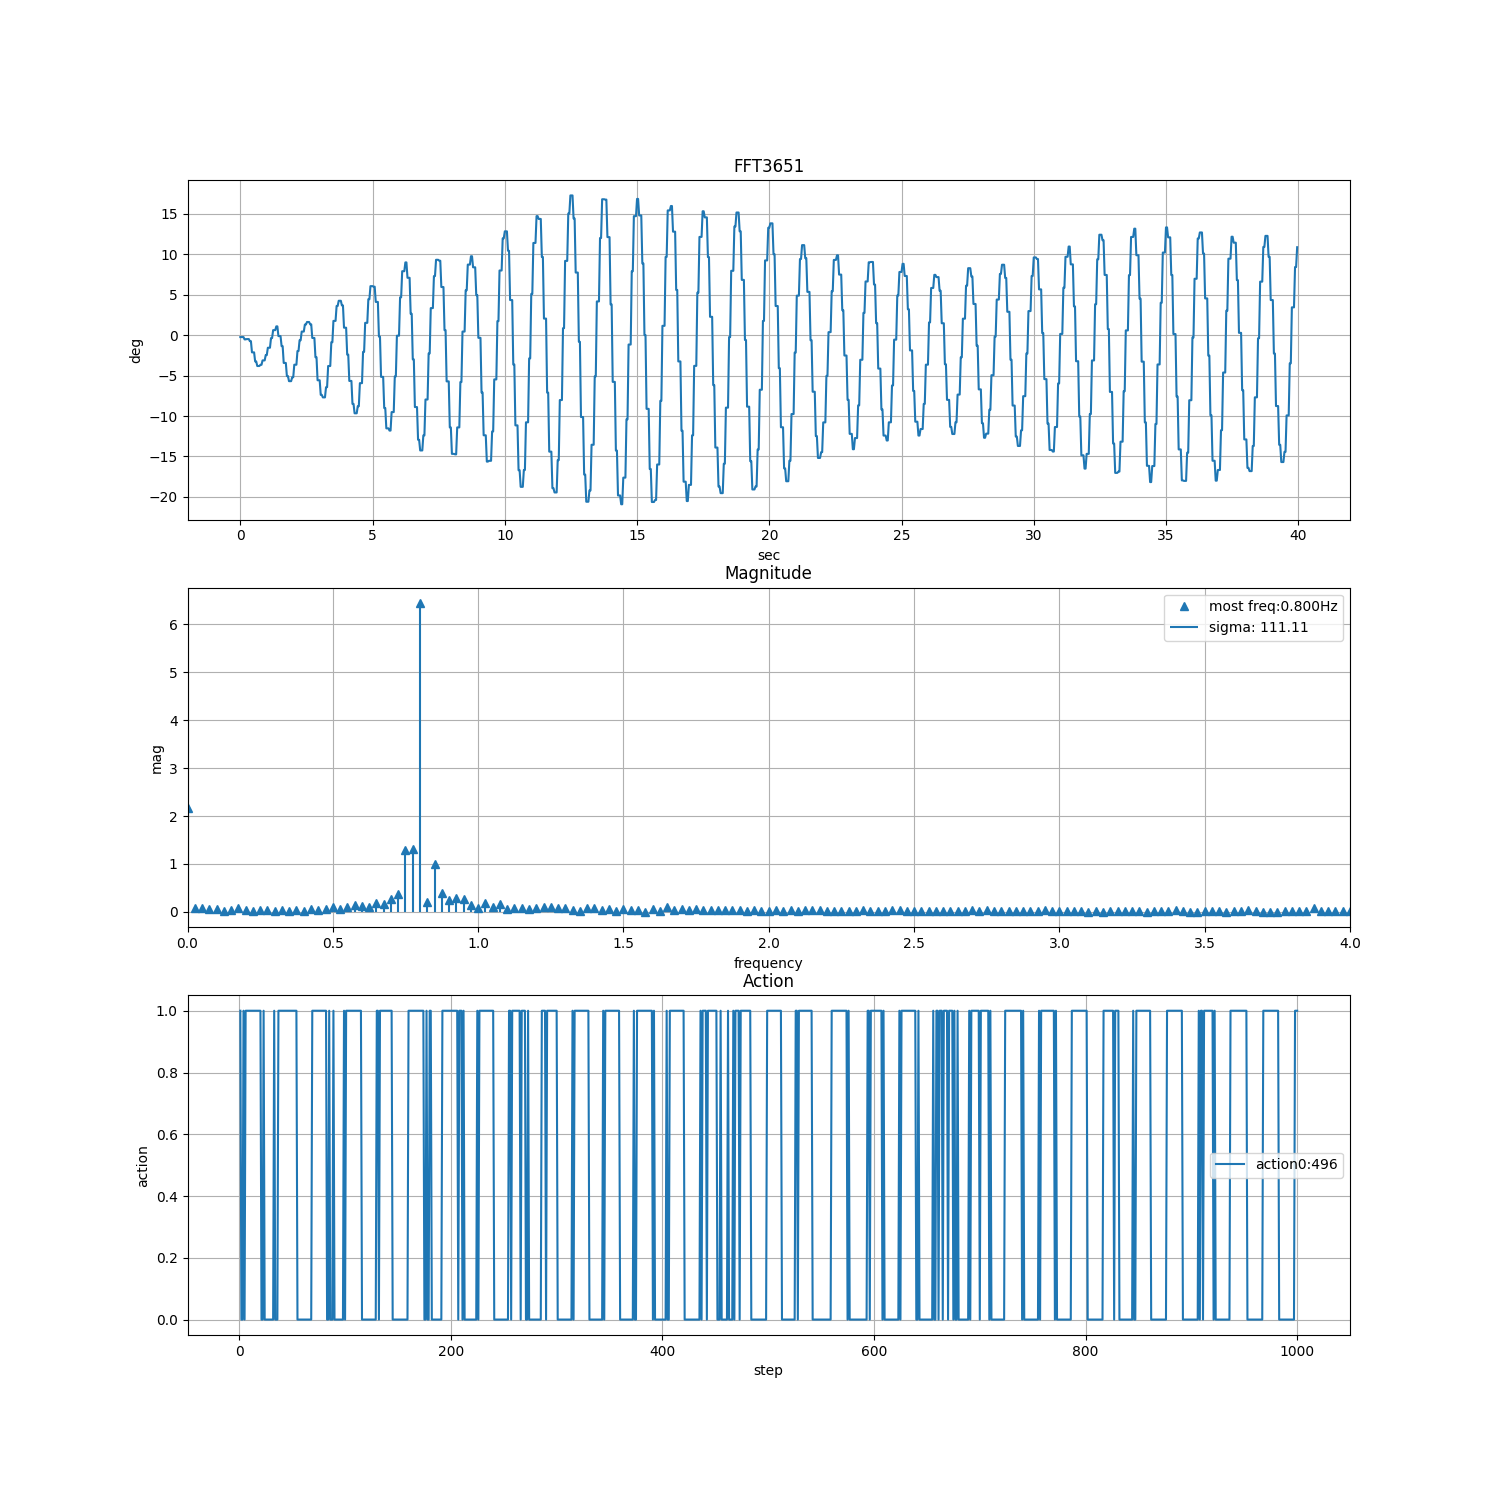 FFT3651
15
10
5
0
−5
−10
−15
−20
deg
0 5 10 15 20 25 30 35 40
sec
Magnitude
most freq:0.800Hz
sigma: 111.11
6
5
4
3
2
1
0
mag
0.0 0.5 1.0 1.5 2.0 2.5 3.0 3.5 4.0
frequency
Action
1.0
0.8
0.6
0.4
0.2
0.0
action
action0:496
0 200 400 600 800 1000
step